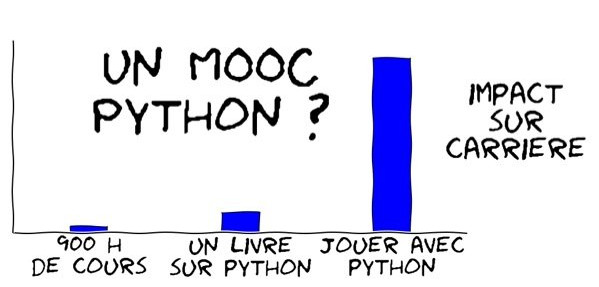 UN MOOC
PYTHON ?
IMPACT
SUR
CARRIERE
900 H
DE COURS
UN LIVRE
SUR PYTHON
JOUER AVEC
PYTHON